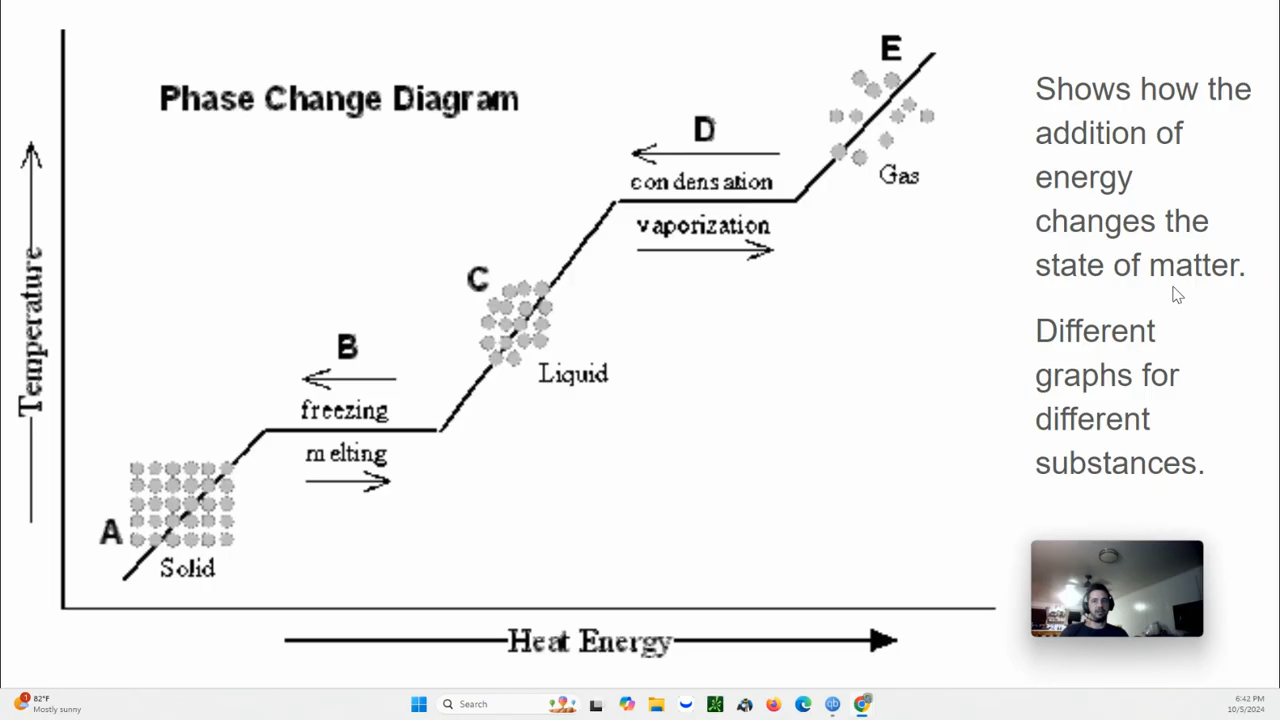 Phase Change Diagram
E
D
condensation
Gas
vaporization
C
Liquid
B
freezing
melting
A
Solid
Temperature
Heat Energy
Shows how the
addition of
energy
changes the
state of matter.
Different
graphs for
different
substances.
1
82°F
Mostly sunny
Search
qb
6:42 PM
10/5/2024